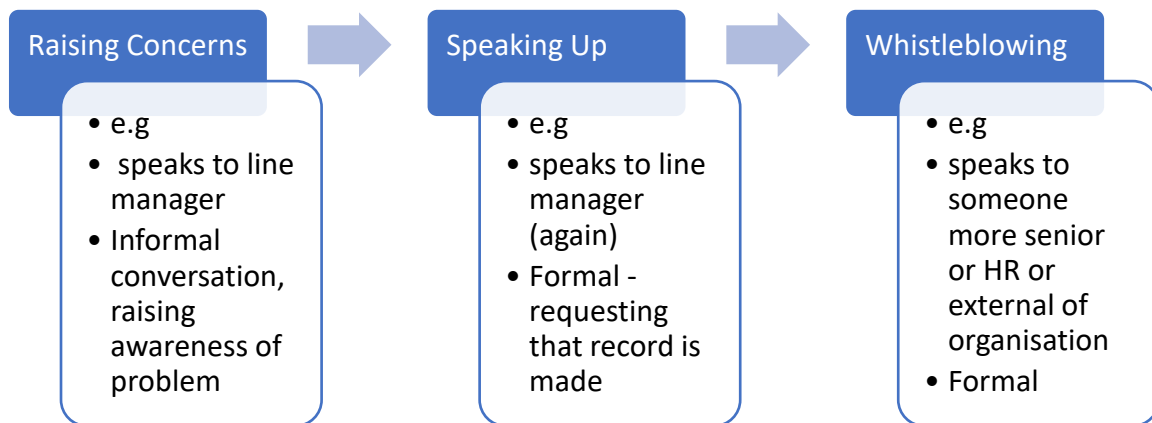 Raising Concerns
• e.g
• speaks to line
manager
• Informal
conversation,
raising
awareness of
problem
Speaking Up
• e.g
• speaks to line
manager
(again)
• Formal -
requesting
that record is
made
Whistleblowing
• e.g
• speaks to
someone
more senior
or HR or
external of
organisation
• Formal